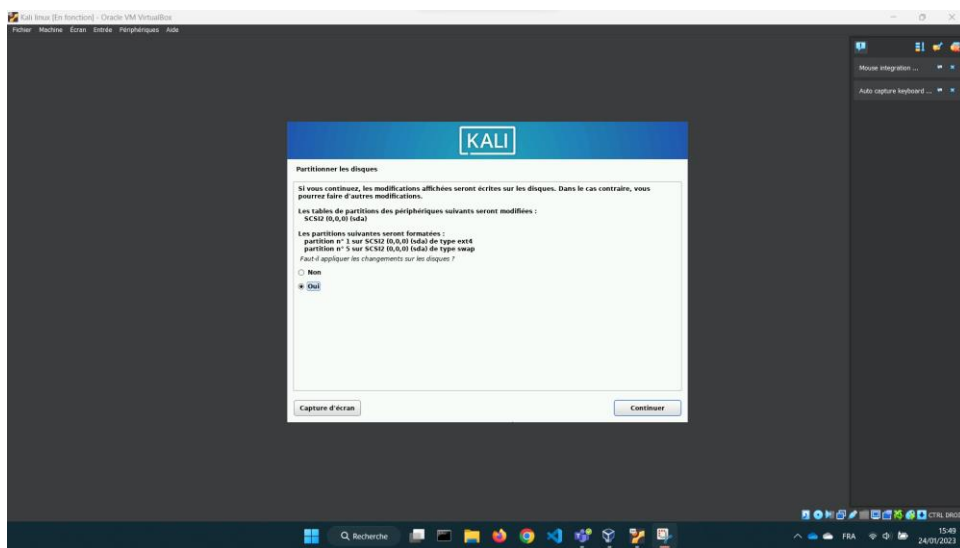 Kali linux [En fonction] - Oracle VM VirtualBox
Fichier Machine Écran Entrée Périphériques Aide
Mouse integration ...
Auto capture keyboard ...
KALI
Partitionner les disques
Si vous continuez, les modifications affichées seront écrites sur les disques. Dans le cas contraire, vous
pourrez faire d'autres modifications.
Les tables de partitions des périphériques suivants seront modifiées :
SCSI2 (0,0,0) (sda)
Les partitions suivantes seront formatées :
partition n° 1 sur SCSI2 (0,0,0) (sda) de type ext4
partition n° 5 sur SCSI2 (0,0,0) (sda) de type swap
Faut-il appliquer les changements sur les disques ?
Non
Oui
Capture d'écran
Continuer
CTRL DROI
Recherche
FRA
15:49
24/01/2023